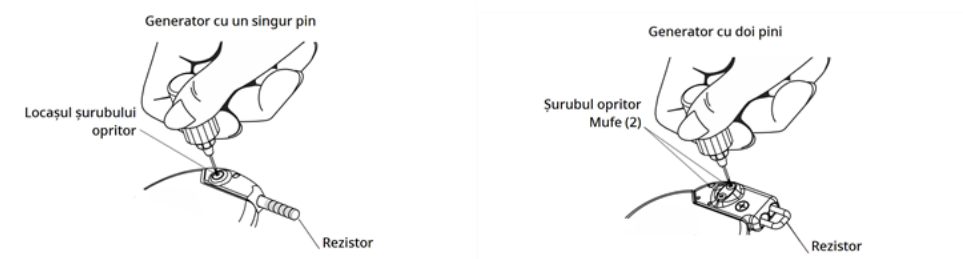 Generator cu un singur pin
Locașul șurubului
opritor
Rezistor
Generator cu doi pini
Șurubul opritor
Mufe (2)
Rezistor